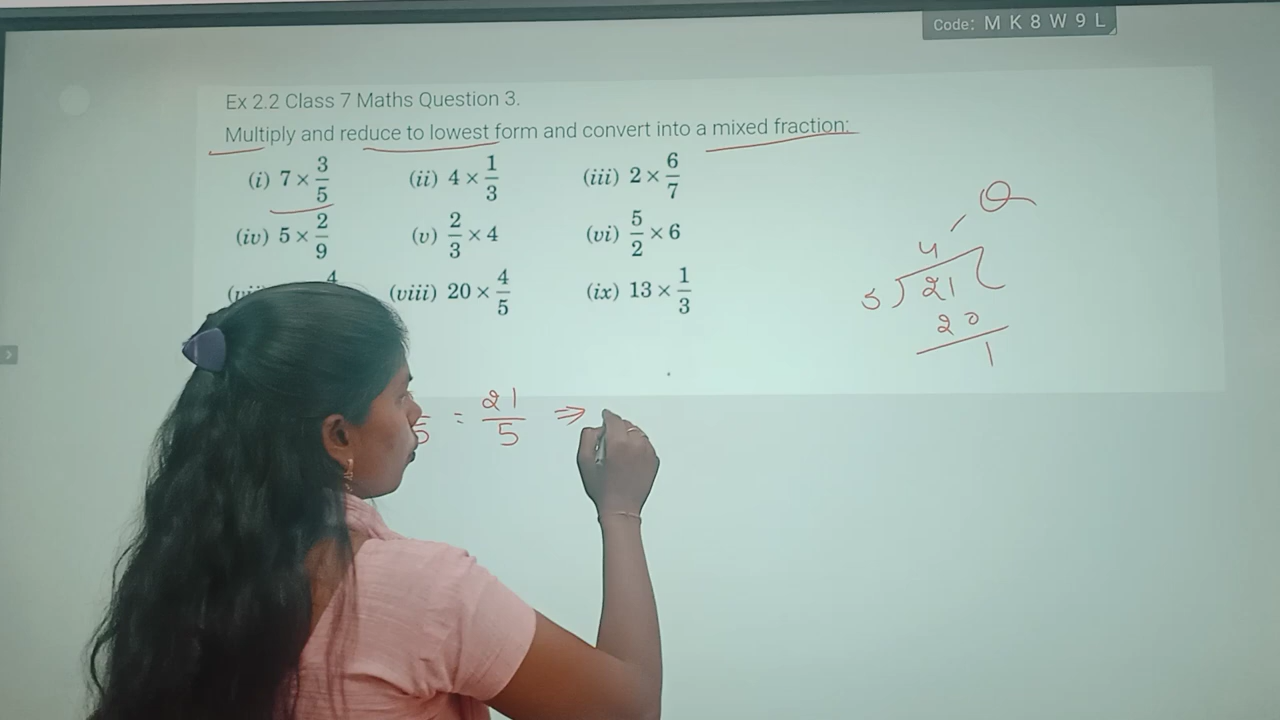 Code: M K 8 W 9 L
Ex 2.2 Class 7 Maths Question 3.
Multiply and reduce to lowest form and convert into a mixed fraction:
(i) 7 × 3/5 (ii) 4 × 1/3 (iii) 2 × 6/7
(iv) 5 × 2/9 (v) 2/3 × 4 (vi) 5/2 × 6
(viii) 20 × 4/5 (ix) 13 × 1/3
Q
4
5 ) 21 (
20
1
5 = 21/5 ⇒